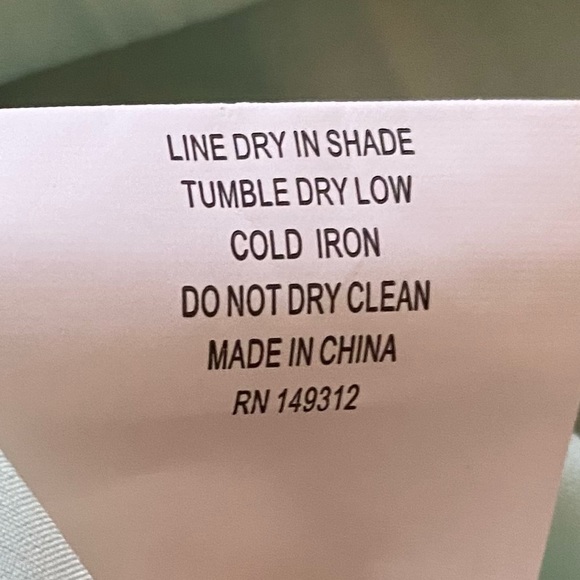 LINE DRY IN SHADE
TUMBLE DRY LOW
COLD IRON
DO NOT DRY CLEAN
MADE IN CHINA
RN 149312